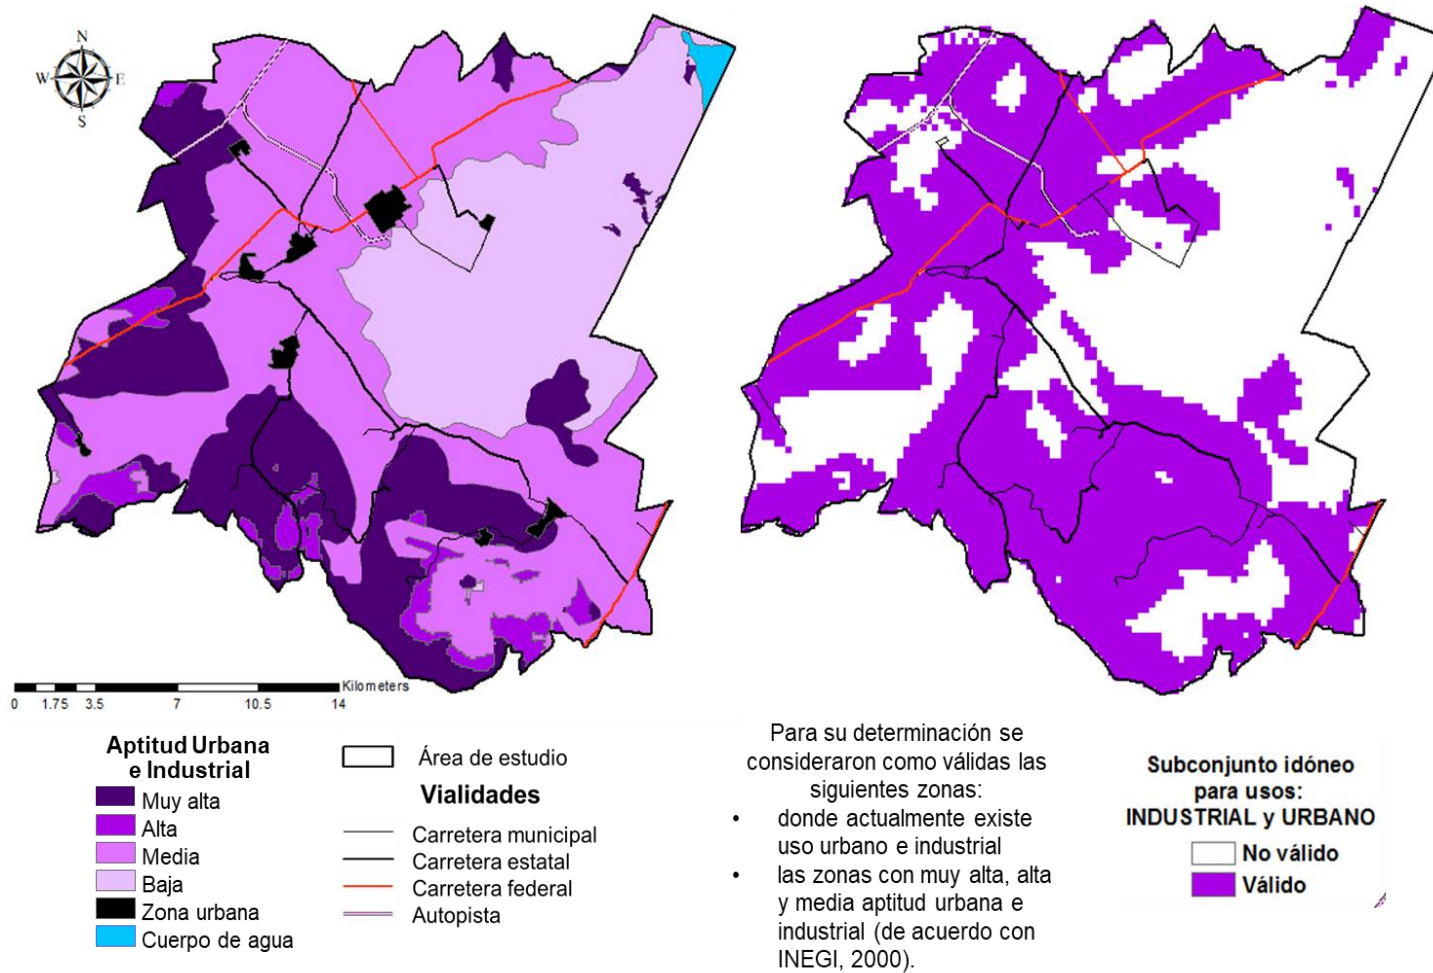 N
W E
S
Kilometers
0 1.75 3.5 7 10.5 14
Aptitud Urbana
e Industrial
Muy alta
Alta
Media
Baja
Zona urbana
Cuerpo de agua
Área de estudio
Vialidades
Carretera municipal
Carretera estatal
Carretera federal
Autopista
Para su determinación se
consideraron como válidas las
siguientes zonas:
• donde actualmente existe
uso urbano e industrial
• las zonas con muy alta, alta
y media aptitud urbana e
industrial (de acuerdo con
INEGI, 2000).
Subconjunto idóneo
para usos:
INDUSTRIAL y URBANO
No válido
Válido